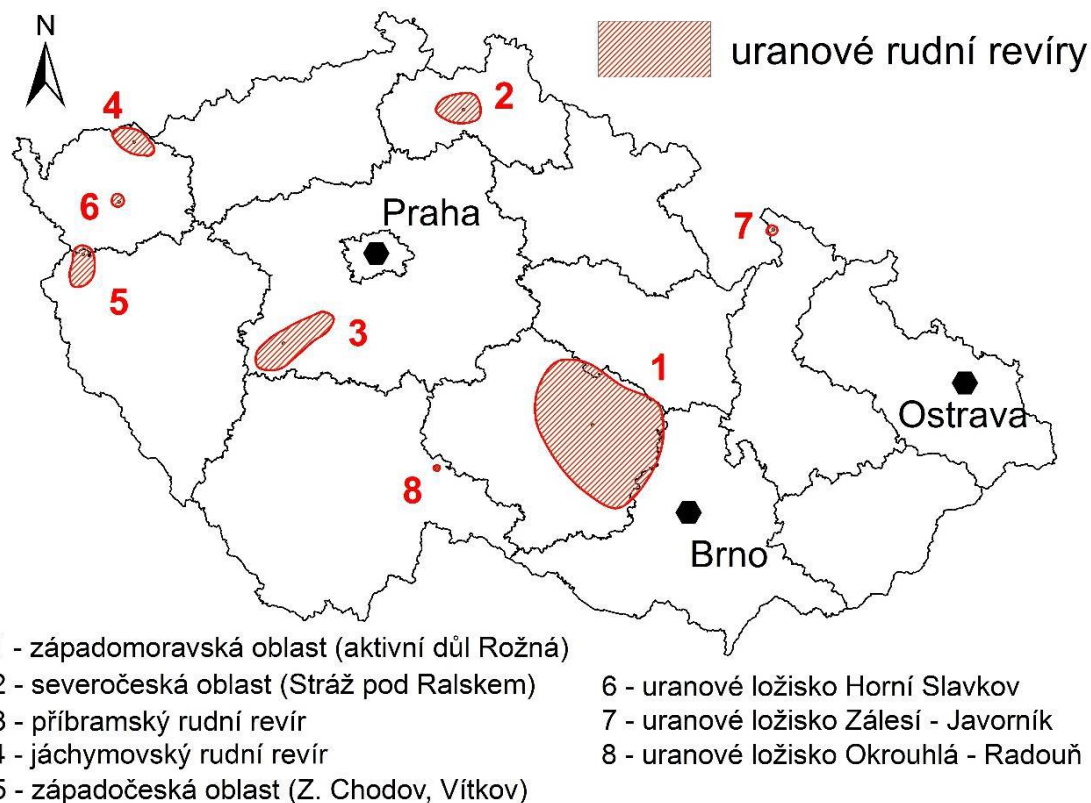 N
uranové rudní revíry
4
2
6
Praha
7
5
3
1
Ostrava
8
Brno
- západomoravská oblast (aktivní důl Rožná)
2 - severočeská oblast (Stráž pod Ralskem)
3 - příbramský rudní revír
4 - jáchymovský rudní revír
5 - západočeská oblast (Z. Chodov, Vítkov)
6 - uranové ložisko Horní Slavkov
7 - uranové ložisko Zálesí - Javorník
8 - uranové ložisko Okrouhlá - Radouň